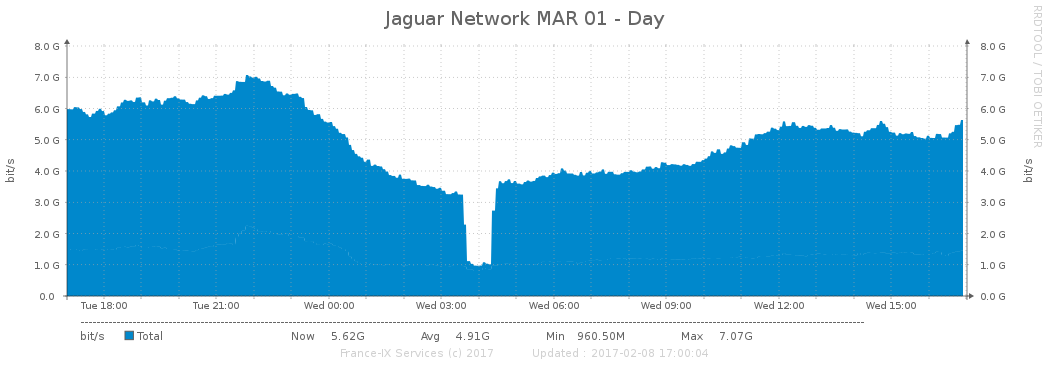 Jaguar Network MAR 01 - Day
RRDTOOL / TOBI OETIKER
8.0 G 8.0 G
7.0 G 7.0 G
6.0 G 6.0 G
5.0 G 5.0 G
4.0 G 4.0 G
3.0 G 3.0 G
2.0 G 2.0 G
1.0 G 1.0 G
0.0 0.0 G
bit/s
bit/s
Tue 18:00 Tue 21:00 Wed 00:00 Wed 03:00 Wed 06:00 Wed 09:00 Wed 12:00 Wed 15:00
bit/s Total Now 5.62G Avg 4.91G Min 960.50M Max 7.07G
France-IX Services (c) 2017 Updated : 2017-02-08 17:00:04